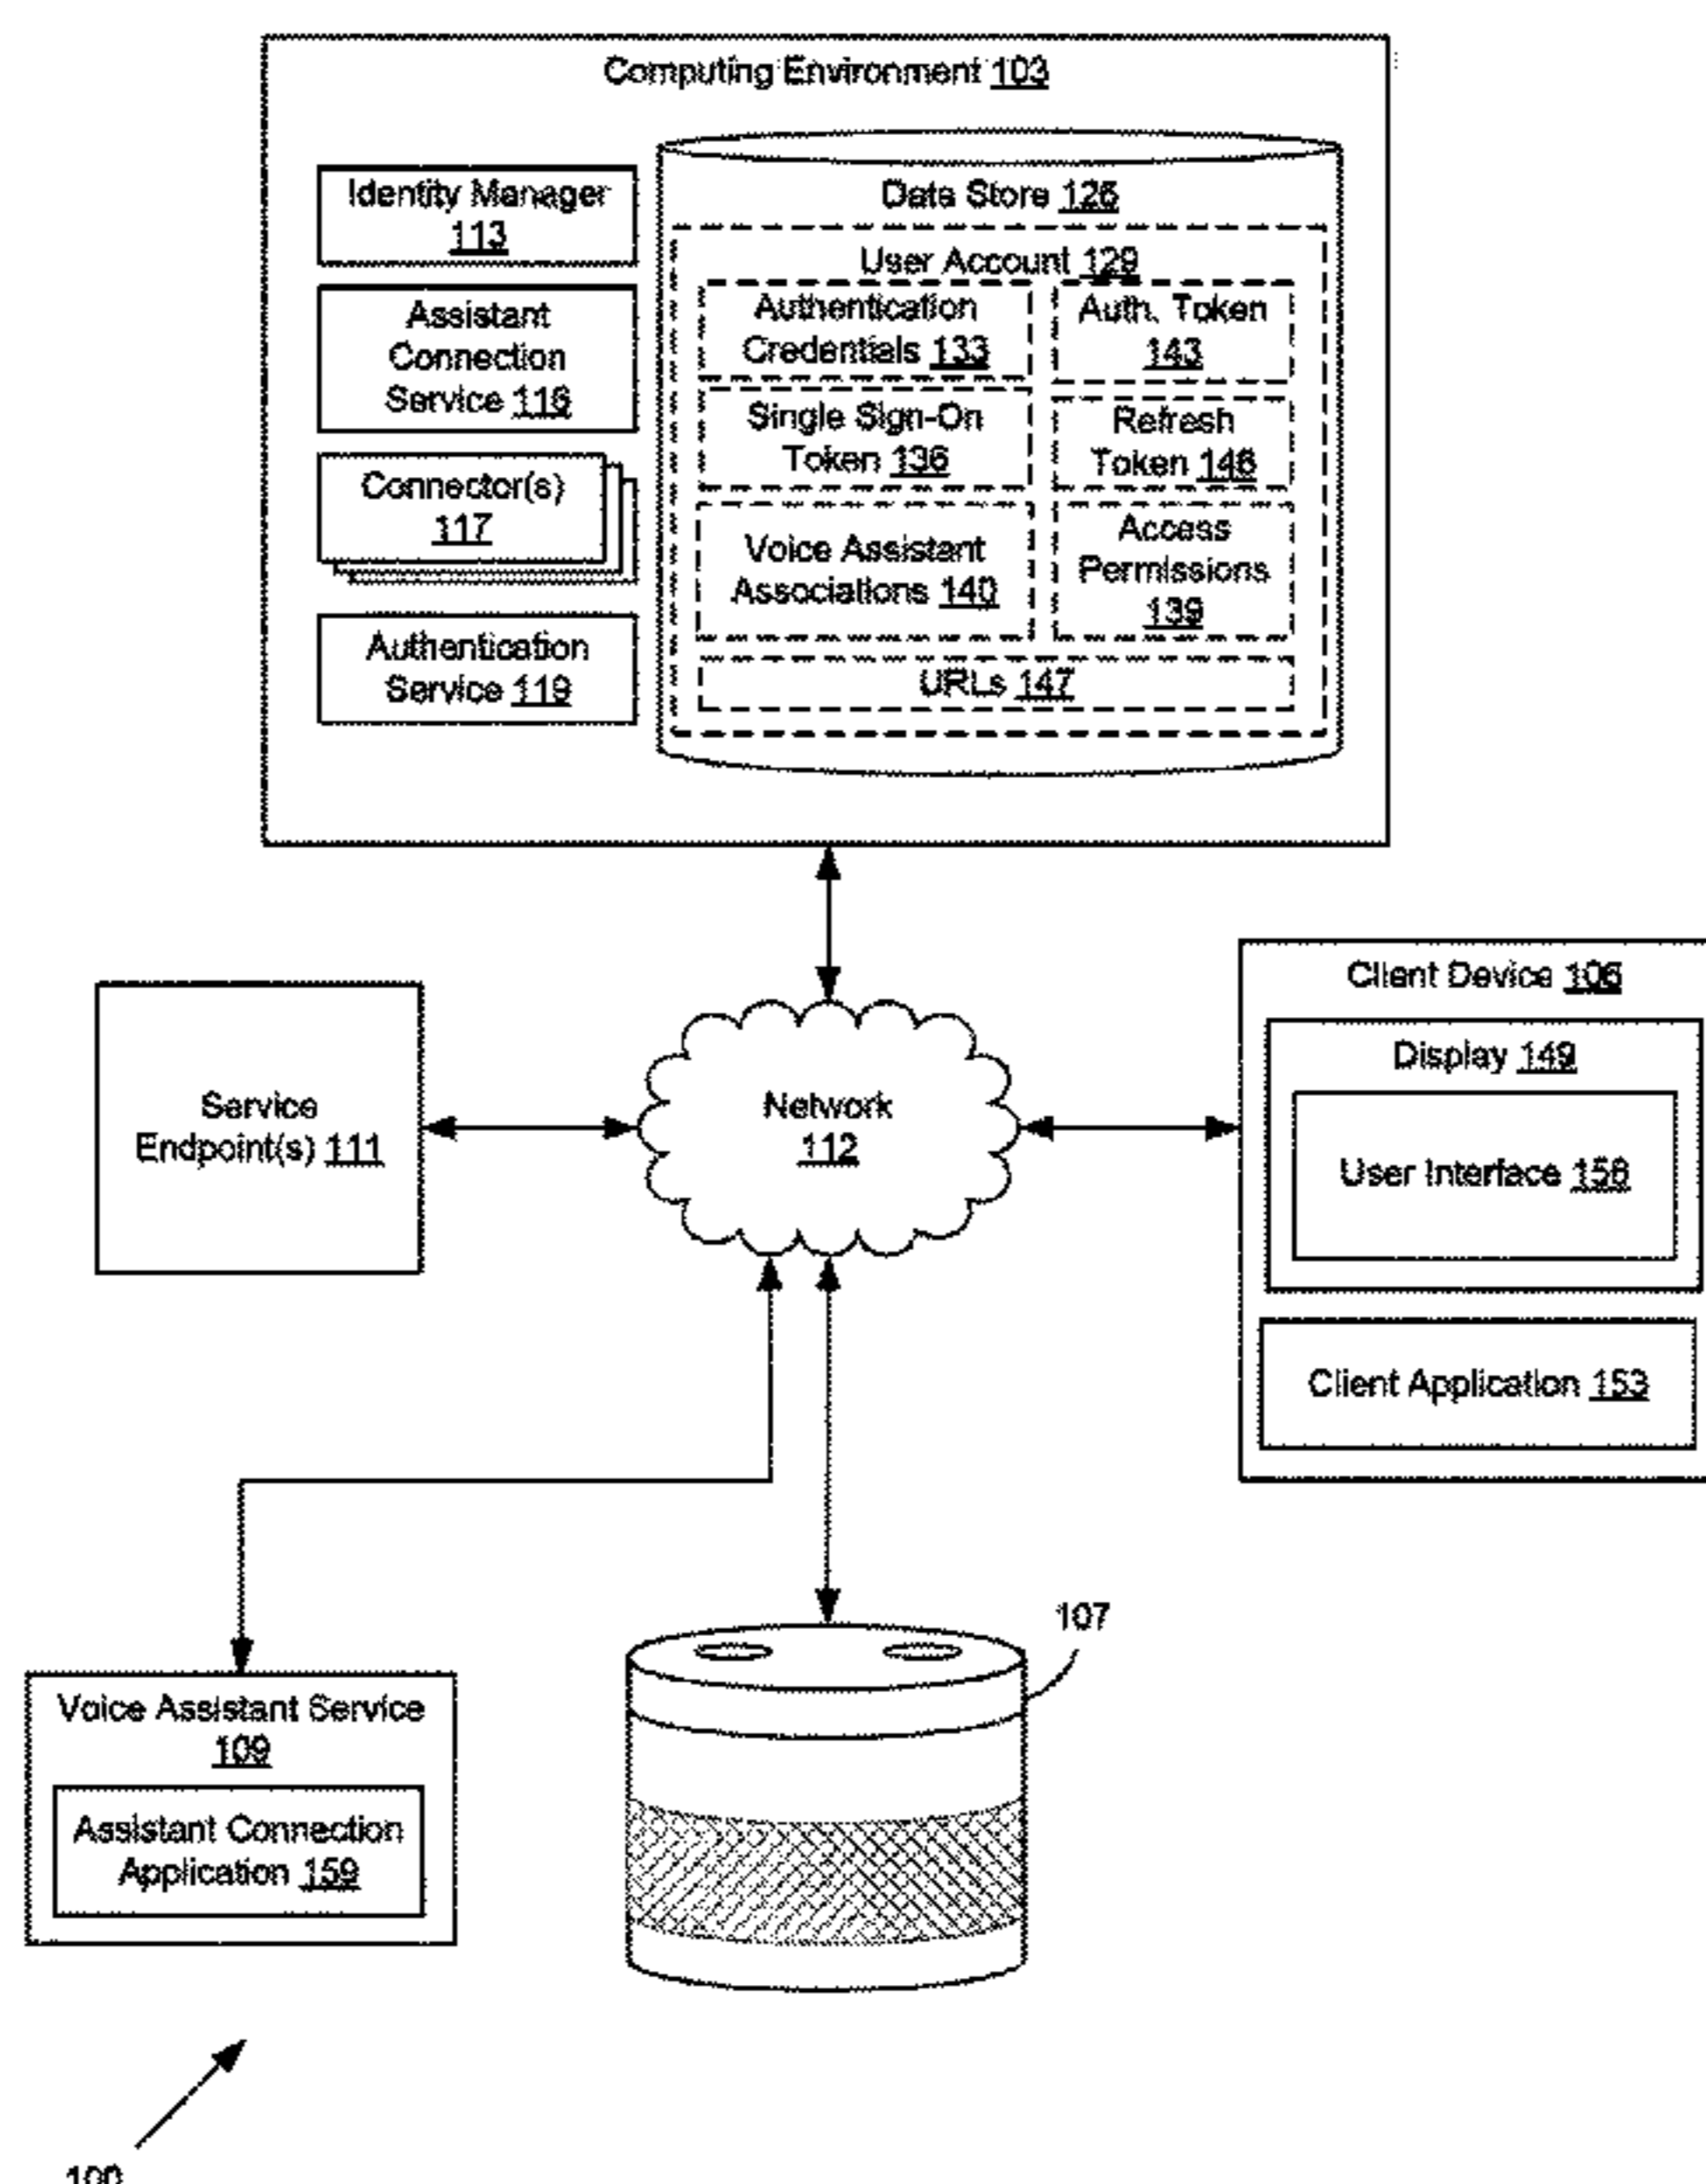 Computing Environment 103
Identity Manager
113
Assistant
Connection
Service 116
Connector(s)
117
Authentication
Service 119
Data Store 126
User Account 129
Authentication
Credentials 133
Auth. Token
143
Single Sign-On
Token 136
Refresh
Token 146
Voice Assistant
Associations 140
Access
Permissions
139
URLs 147
Service
Endpoint(s) 111
Network
112
Client Device 106
Display 149
User Interface 156
Client Application 153
107
Voice Assistant Service
109
Assistant Connection
Application 159
100